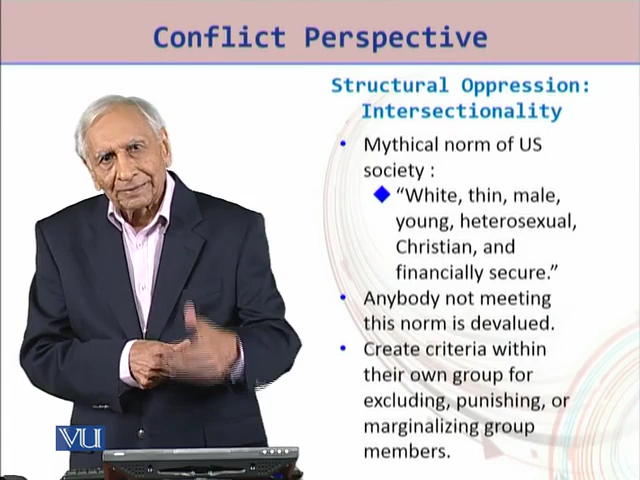 Conflict Perspective
Structural Oppression:
Intersectionality
• Mythical norm of US
society :
◆ “White, thin, male,
young, heterosexual,
Christian, and
financially secure.”
• Anybody not meeting
this norm is devalued.
• Create criteria within
their own group for
excluding, punishing, or
marginalizing group
members.
VU